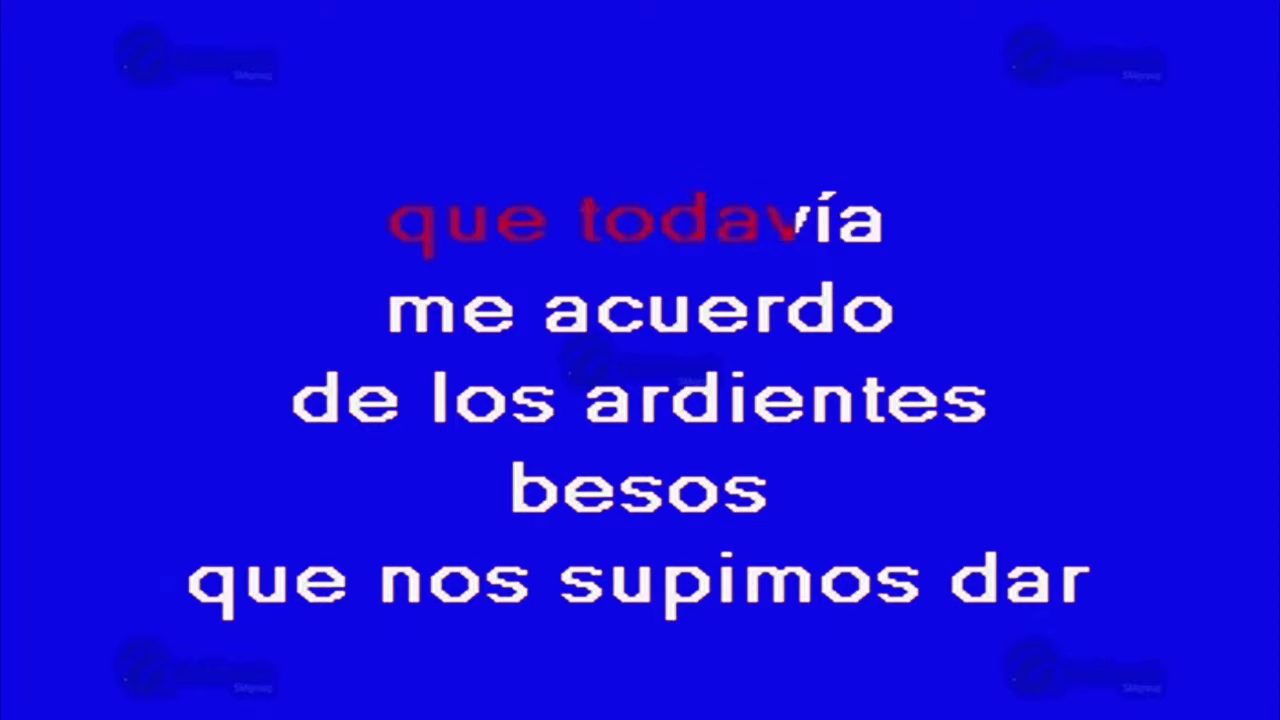 que todavía
me acuerdo
de los ardientes
besos
que nos supimos dar